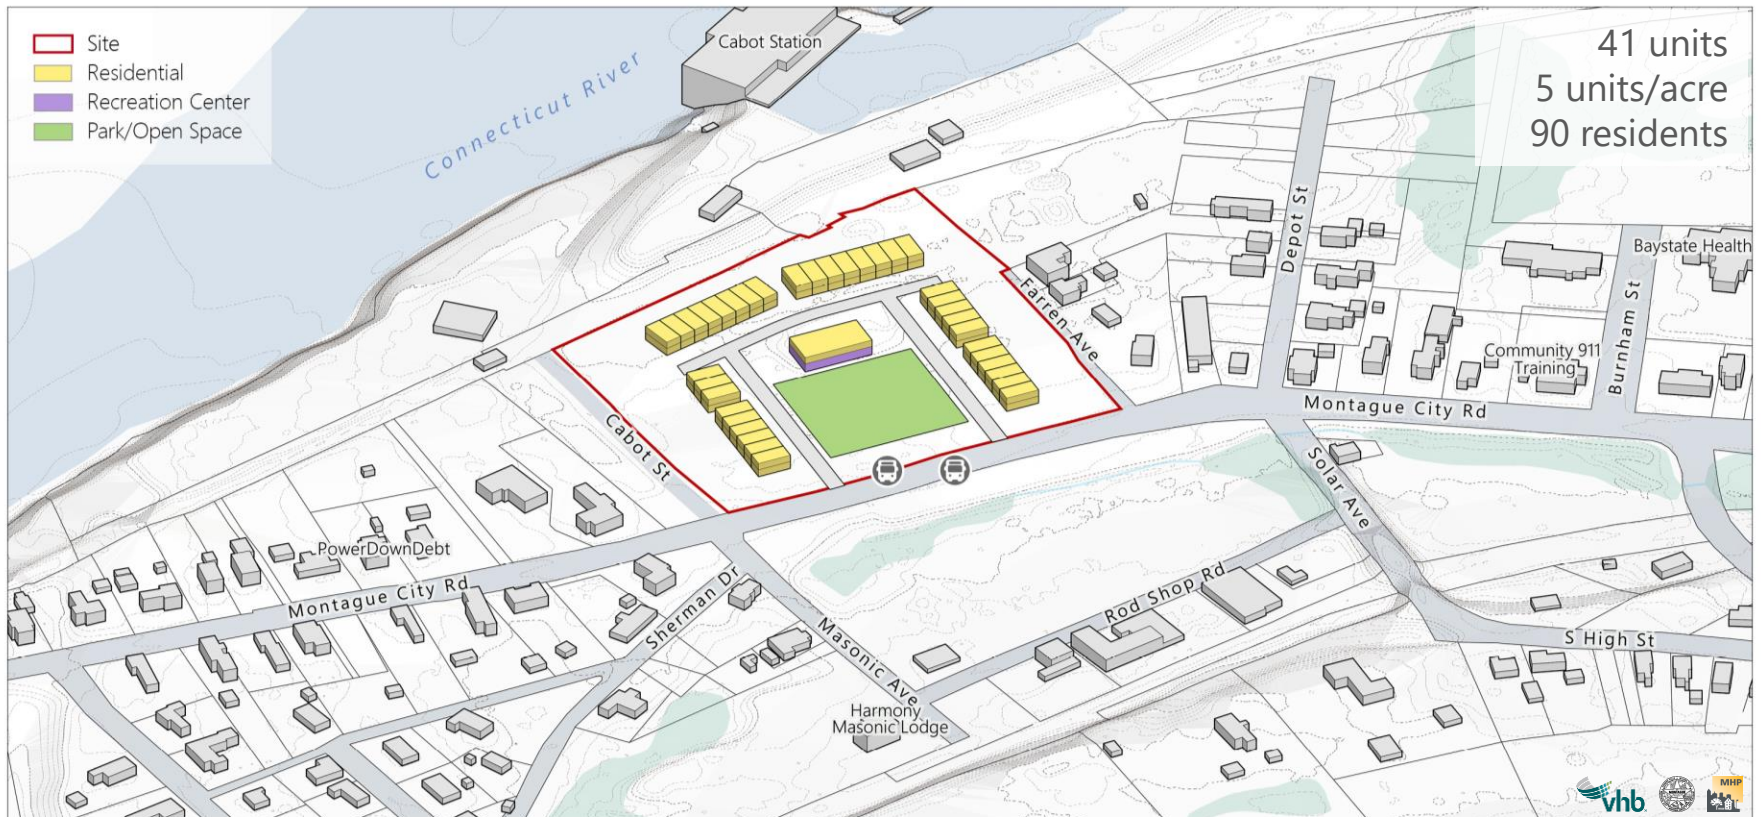 Site
Residential
Recreation Center
Park/Open Space
41 units
5 units/acre
90 residents
Cabot Station
Connecticut River
Depot St
Baystate Health
Burnham St
Farren Ave
Community 911
Training
Montague City Rd
Cabot St
Solar Ave
PowerDownDebt
Montague City Rd
Sherman Dr
Rod Shop Rd
Masonic Ave
S High St
Harmony
Masonic Lodge
vhb
MHP